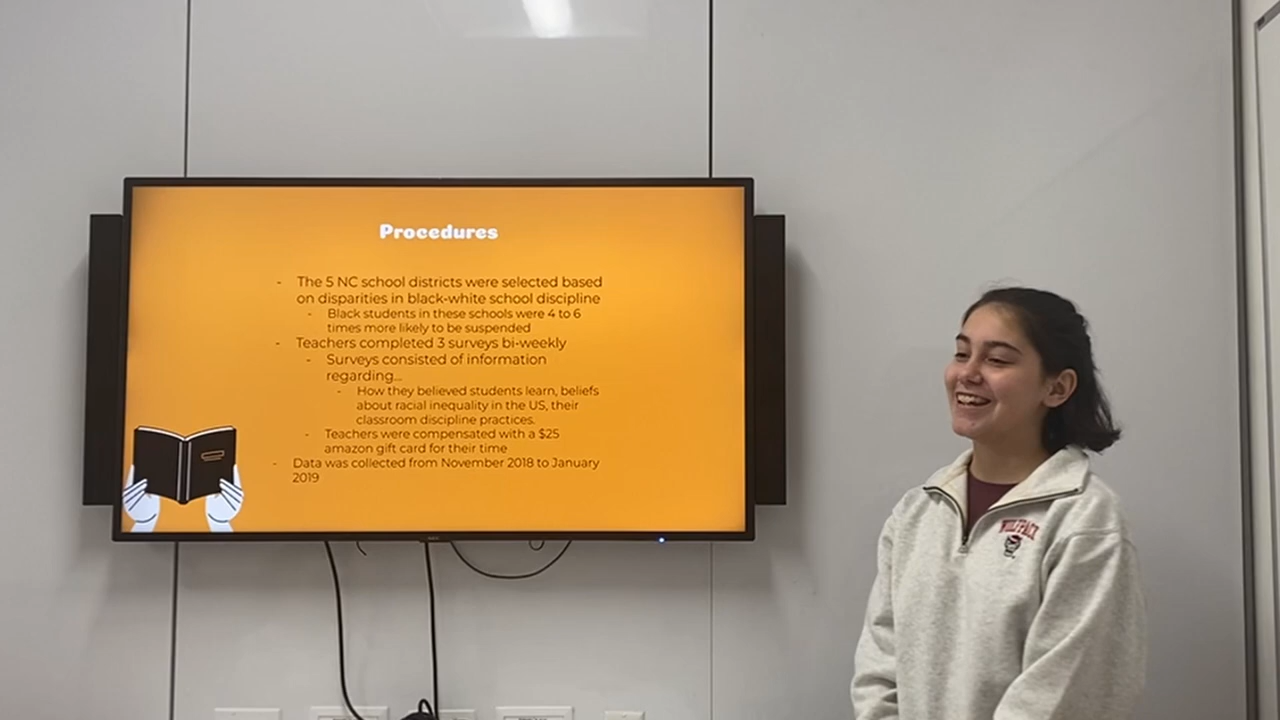 Procedures
- The 5 NC school districts were selected based
on disparities in black-white school discipline
- Black students in these schools were 4 to 6
times more likely to be suspended
- Teachers completed 3 surveys bi-weekly
- Surveys consisted of information
regarding...
- How they believed students learn, beliefs
about racial inequality in the US, their
classroom discipline practices.
- Teachers were compensated with a $25
amazon gift card for their time
- Data was collected from November 2018 to January
2019
WOLFPACK